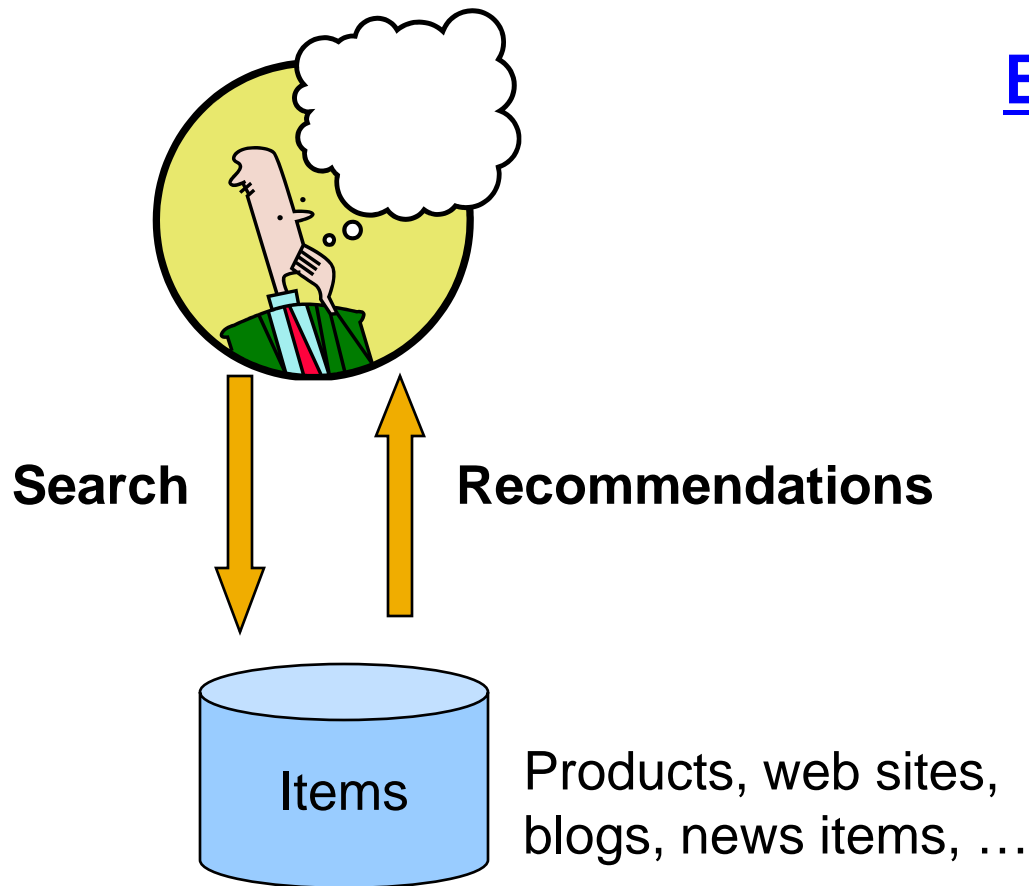 Search
Recommendations
Items
Products, web sites,
blogs, news items, …